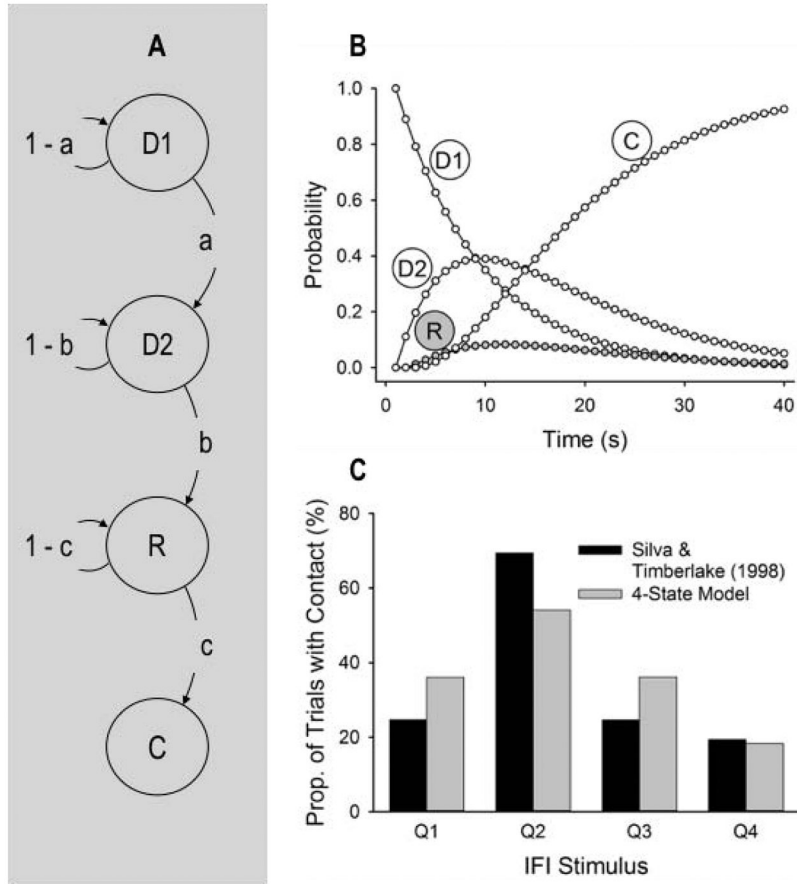 A
D1
1 - a
a
D2
1 - b
b
R
1 - c
c
C
B
1.0
0.8
0.6
0.4
0.2
0.0
Probability
D1
D2
R
C
0 10 20 30 40
Time (s)
C
80
60
40
20
0
Prop. of Trials with Contact (%)
Silva &
Timberlake (1998)
4-State Model
Q1 Q2 Q3 Q4
IFI Stimulus